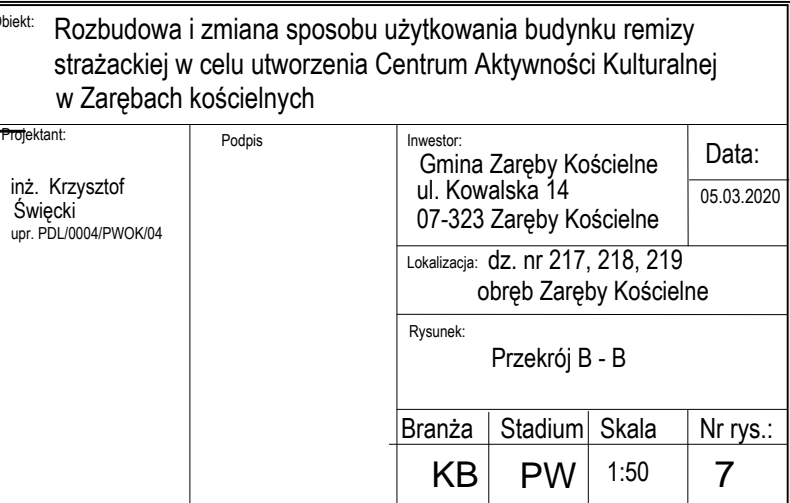 Obiekt: Rozbudowa i zmiana sposobu użytkowania budynku remizy
strażackiej w celu utworzenia Centrum Aktywności Kulturalnej
w Zarębach kościelnych
Projektant:
inż. Krzysztof
Święcki
upr. PDL/0004/PWOK/04
Podpis
Inwestor:
Gmina Zaręby Kościelne
ul. Kowalska 14
07-323 Zaręby Kościelne
Data:
05.03.2020
Lokalizacja: dz. nr 217, 218, 219
obręb Zaręby Kościelne
Rysunek:
Przekrój B - B
Branża Stadium Skala Nr rys.:
KB PW 1:50 7